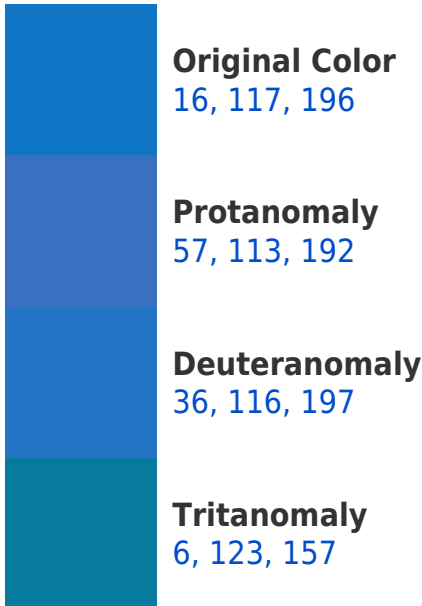 Original Color
16, 117, 196
Protanomaly
57, 113, 192
Deuteranomaly
36, 116, 197
Tritanomaly
6, 123, 157